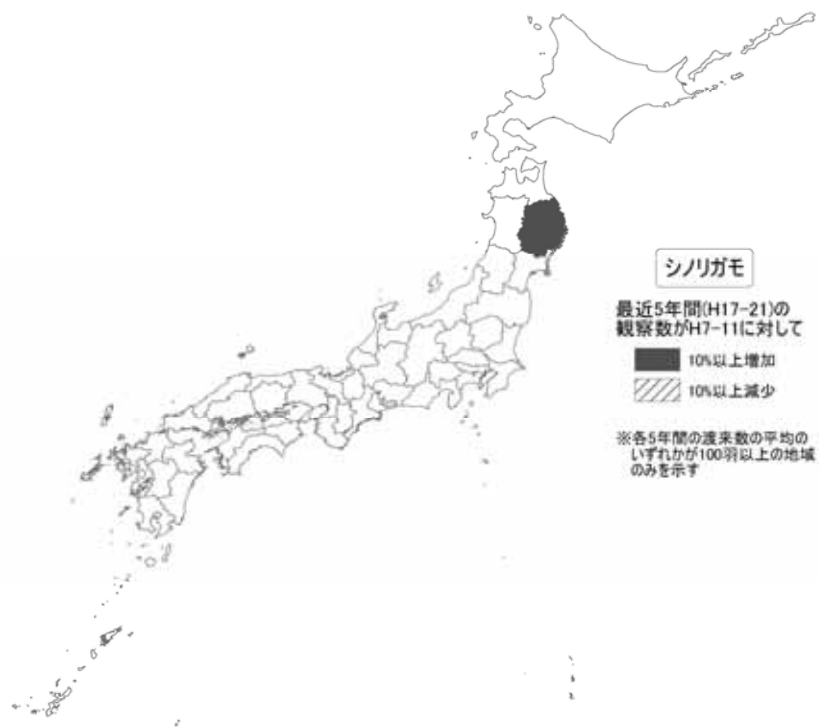 シノリガモ
最近5年間(H17-21)の
観察数がH7-11に対して
10%以上増加
10%以上減少
※各5年間の渡来数の平均の
いずれかが100羽以上の地域
のみを示す